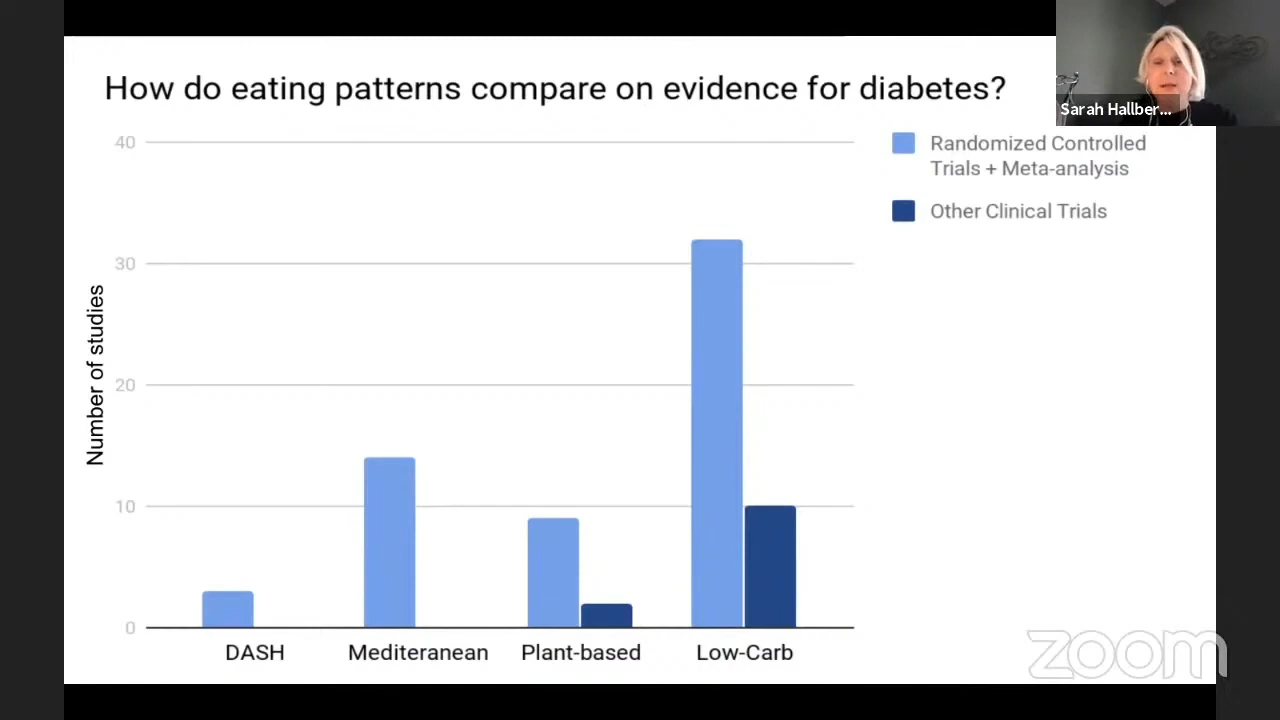 How do eating patterns compare on evidence for diabetes?
Sarah Hallber...
Randomized Controlled
Trials + Meta-analysis
Other Clinical Trials
Number of studies
40
30
20
10
0
DASH
Mediteranean
Plant-based
Low-Carb
zoom